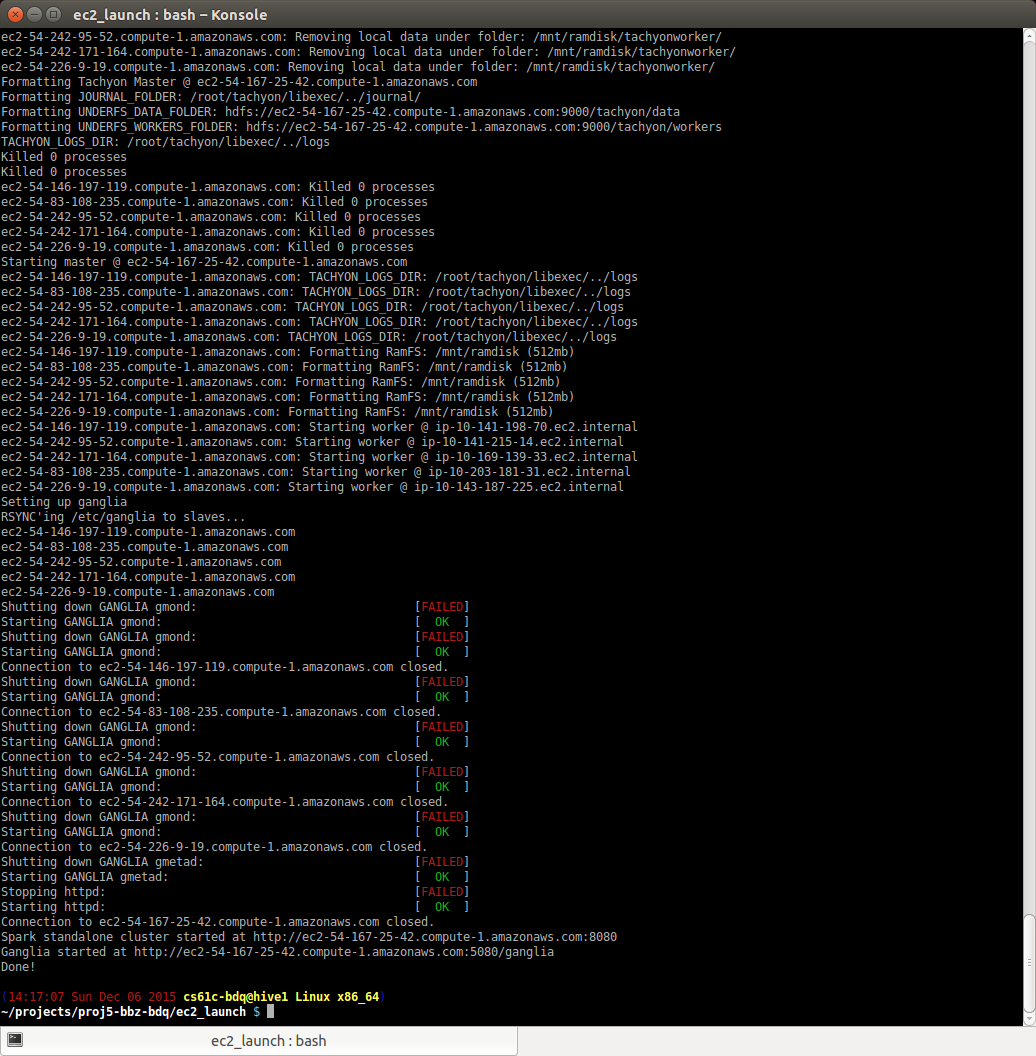 ec2_launch : bash – Konsole
ec2-54-242-95-52.compute-1.amazonaws.com: Removing local data under folder: /mnt/ramdisk/tachyonworker/
ec2-54-242-171-164.compute-1.amazonaws.com: Removing local data under folder: /mnt/ramdisk/tachyonworker/
ec2-54-226-9-19.compute-1.amazonaws.com: Removing local data under folder: /mnt/ramdisk/tachyonworker/
Formatting Tachyon Master @ ec2-54-167-25-42.compute-1.amazonaws.com
Formatting JOURNAL_FOLDER: /root/tachyon/libexec/../journal/
Formatting UNDERFS_DATA_FOLDER: hdfs://ec2-54-167-25-42.compute-1.amazonaws.com:9000/tachyon/data
Formatting UNDERFS_WORKERS_FOLDER: hdfs://ec2-54-167-25-42.compute-1.amazonaws.com:9000/tachyon/workers
TACHYON_LOGS_DIR: /root/tachyon/libexec/../logs
Killed 0 processes
Killed 0 processes
ec2-54-146-197-119.compute-1.amazonaws.com: Killed 0 processes
ec2-54-83-108-235.compute-1.amazonaws.com: Killed 0 processes
ec2-54-242-95-52.compute-1.amazonaws.com: Killed 0 processes
ec2-54-242-171-164.compute-1.amazonaws.com: Killed 0 processes
ec2-54-226-9-19.compute-1.amazonaws.com: Killed 0 processes
Starting master @ ec2-54-167-25-42.compute-1.amazonaws.com
ec2-54-146-197-119.compute-1.amazonaws.com: TACHYON_LOGS_DIR: /root/tachyon/libexec/../logs
ec2-54-83-108-235.compute-1.amazonaws.com: TACHYON_LOGS_DIR: /root/tachyon/libexec/../logs
ec2-54-242-95-52.compute-1.amazonaws.com: TACHYON_LOGS_DIR: /root/tachyon/libexec/../logs
ec2-54-242-171-164.compute-1.amazonaws.com: TACHYON_LOGS_DIR: /root/tachyon/libexec/../logs
ec2-54-226-9-19.compute-1.amazonaws.com: TACHYON_LOGS_DIR: /root/tachyon/libexec/../logs
ec2-54-146-197-119.compute-1.amazonaws.com: Formatting RamFS: /mnt/ramdisk (512mb)
ec2-54-83-108-235.compute-1.amazonaws.com: Formatting RamFS: /mnt/ramdisk (512mb)
ec2-54-242-95-52.compute-1.amazonaws.com: Formatting RamFS: /mnt/ramdisk (512mb)
ec2-54-242-171-164.compute-1.amazonaws.com: Formatting RamFS: /mnt/ramdisk (512mb)
ec2-54-226-9-19.compute-1.amazonaws.com: Formatting RamFS: /mnt/ramdisk (512mb)
ec2-54-146-197-119.compute-1.amazonaws.com: Starting worker @ ip-10-141-198-70.ec2.internal
ec2-54-242-95-52.compute-1.amazonaws.com: Starting worker @ ip-10-141-215-14.ec2.internal
ec2-54-242-171-164.compute-1.amazonaws.com: Starting worker @ ip-10-169-139-33.ec2.internal
ec2-54-83-108-235.compute-1.amazonaws.com: Starting worker @ ip-10-203-181-31.ec2.internal
ec2-54-226-9-19.compute-1.amazonaws.com: Starting worker @ ip-10-143-187-225.ec2.internal
Setting up ganglia
RSYNC'ing /etc/ganglia to slaves...
ec2-54-146-197-119.compute-1.amazonaws.com
ec2-54-83-108-235.compute-1.amazonaws.com
ec2-54-242-95-52.compute-1.amazonaws.com
ec2-54-242-171-164.compute-1.amazonaws.com
ec2-54-226-9-19.compute-1.amazonaws.com
Shutting down GANGLIA gmond: [FAILED]
Starting GANGLIA gmond: [ OK ]
Shutting down GANGLIA gmond: [FAILED]
Starting GANGLIA gmond: [ OK ]
Connection to ec2-54-146-197-119.compute-1.amazonaws.com closed.
Shutting down GANGLIA gmond: [FAILED]
Starting GANGLIA gmond: [ OK ]
Connection to ec2-54-83-108-235.compute-1.amazonaws.com closed.
Shutting down GANGLIA gmond: [FAILED]
Starting GANGLIA gmond: [ OK ]
Connection to ec2-54-242-95-52.compute-1.amazonaws.com closed.
Shutting down GANGLIA gmond: [FAILED]
Starting GANGLIA gmond: [ OK ]
Connection to ec2-54-242-171-164.compute-1.amazonaws.com closed.
Shutting down GANGLIA gmond: [FAILED]
Starting GANGLIA gmond: [ OK ]
Connection to ec2-54-226-9-19.compute-1.amazonaws.com closed.
Shutting down GANGLIA gmetad: [FAILED]
Starting GANGLIA gmetad: [ OK ]
Stopping httpd: [FAILED]
Starting httpd: [ OK ]
Connection to ec2-54-167-25-42.compute-1.amazonaws.com closed.
Spark standalone cluster started at http://ec2-54-167-25-42.compute-1.amazonaws.com:8080
Ganglia started at http://ec2-54-167-25-42.compute-1.amazonaws.com:5080/ganglia
Done!
(14:17:07 Sun Dec 06 2015 cs61c-bdq@hive1 Linux x86_64)
~/projects/proj5-bbz-bdq/ec2_launch $
ec2_launch : bash